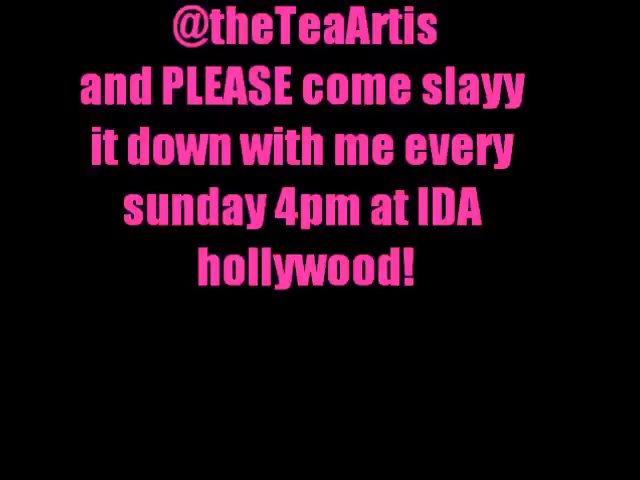 @theTeaArtis
and PLEASE come slayy
it down with me every
sunday 4pm at IDA
hollywood!